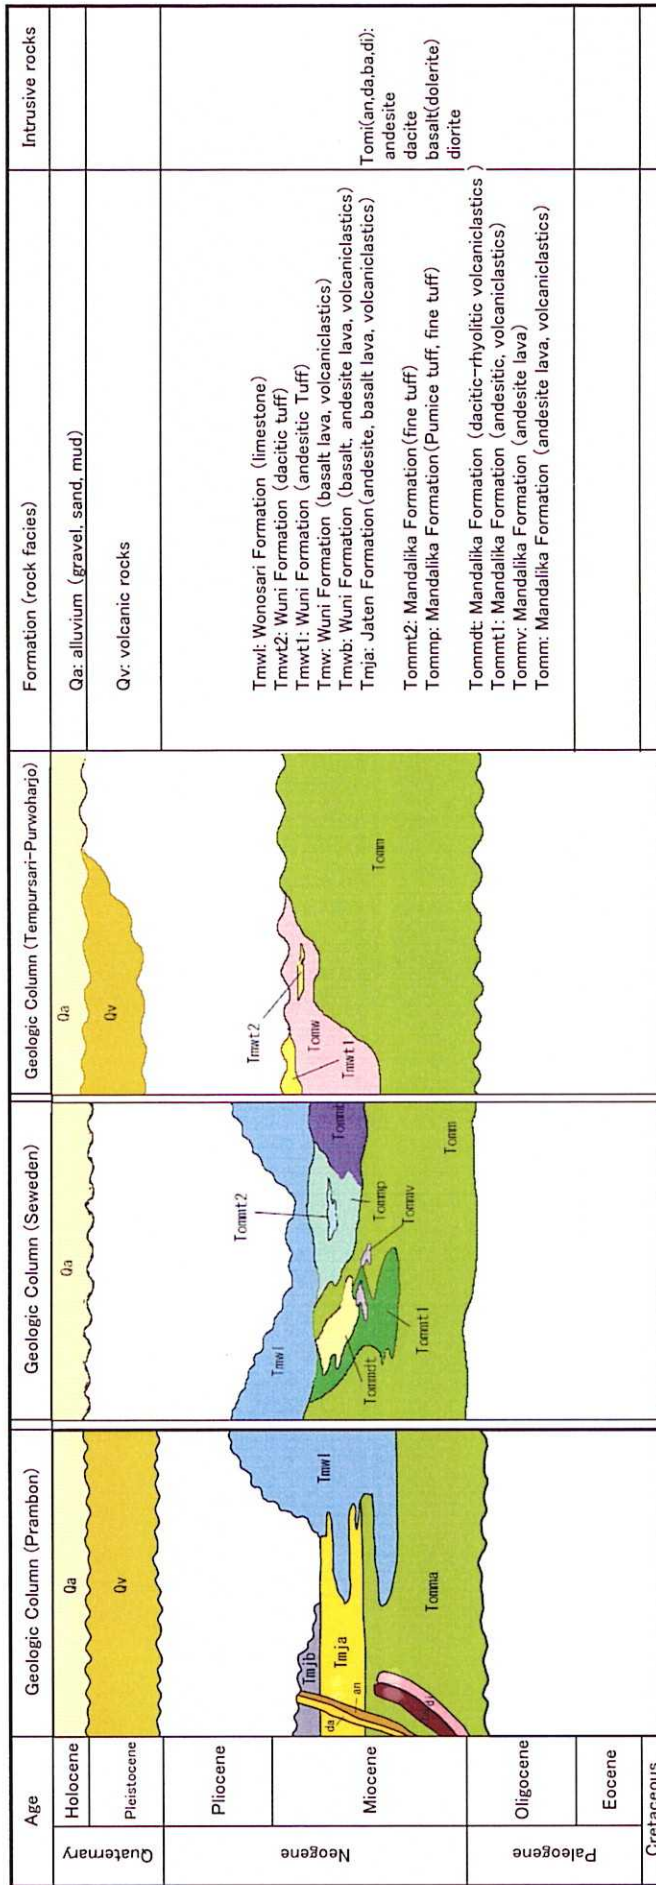 Age
Geologic Column (Prambon)
Geologic Column (Seweden)
Geologic Column (Tempursari-Purwoharjo)
Formation (rock facies)
Intrusive rocks
Quaternary
Holocene
Pleistocene
Neogene
Pliocene
Miocene
Paleogene
Oligocene
Eocene
Cretaceous
Qa
Qv
Tmjb
Tmja
Tmwl
Tomma
da
an
di
Qa
Tmwl
Tommt2
Tommp
Tommv
Tomm
Tommt1
Tommdt
Qa
Qv
Tmwt2
Tomw
Tmwt1
Tomm
Qa: alluvium (gravel, sand, mud)
Qv: volcanic rocks
Tmwl: Wonosari Formation (limestone)
Tmwt2: Wuni Formation (dacitic tuff)
Tmwt1: Wuni Formation (andesitic Tuff)
Tmw: Wuni Formation (basalt lava, volcaniclastics)
Tmwb: Wuni Formation (basalt, andesite lava, volcaniclastics)
Tmja: Jaten Formation (andesite, basalt lava, volcaniclastics)
Tommt2: Mandalika Formation (fine tuff)
Tommp: Mandalika Formation (Pumice tuff, fine tuff)
Tommdt: Mandalika Formation (dacitic-rhyolitic volcaniclastics )
Tommt1: Mandalika Formation (andesitic, volcaniclastics)
Tommv: Mandalika Formation (andesite lava)
Tomm: Mandalika Formation (andesite lava, volcaniclastics)
Tomi(an,da,ba,di):
andesite
dacite
basalt(dolerite)
diorite